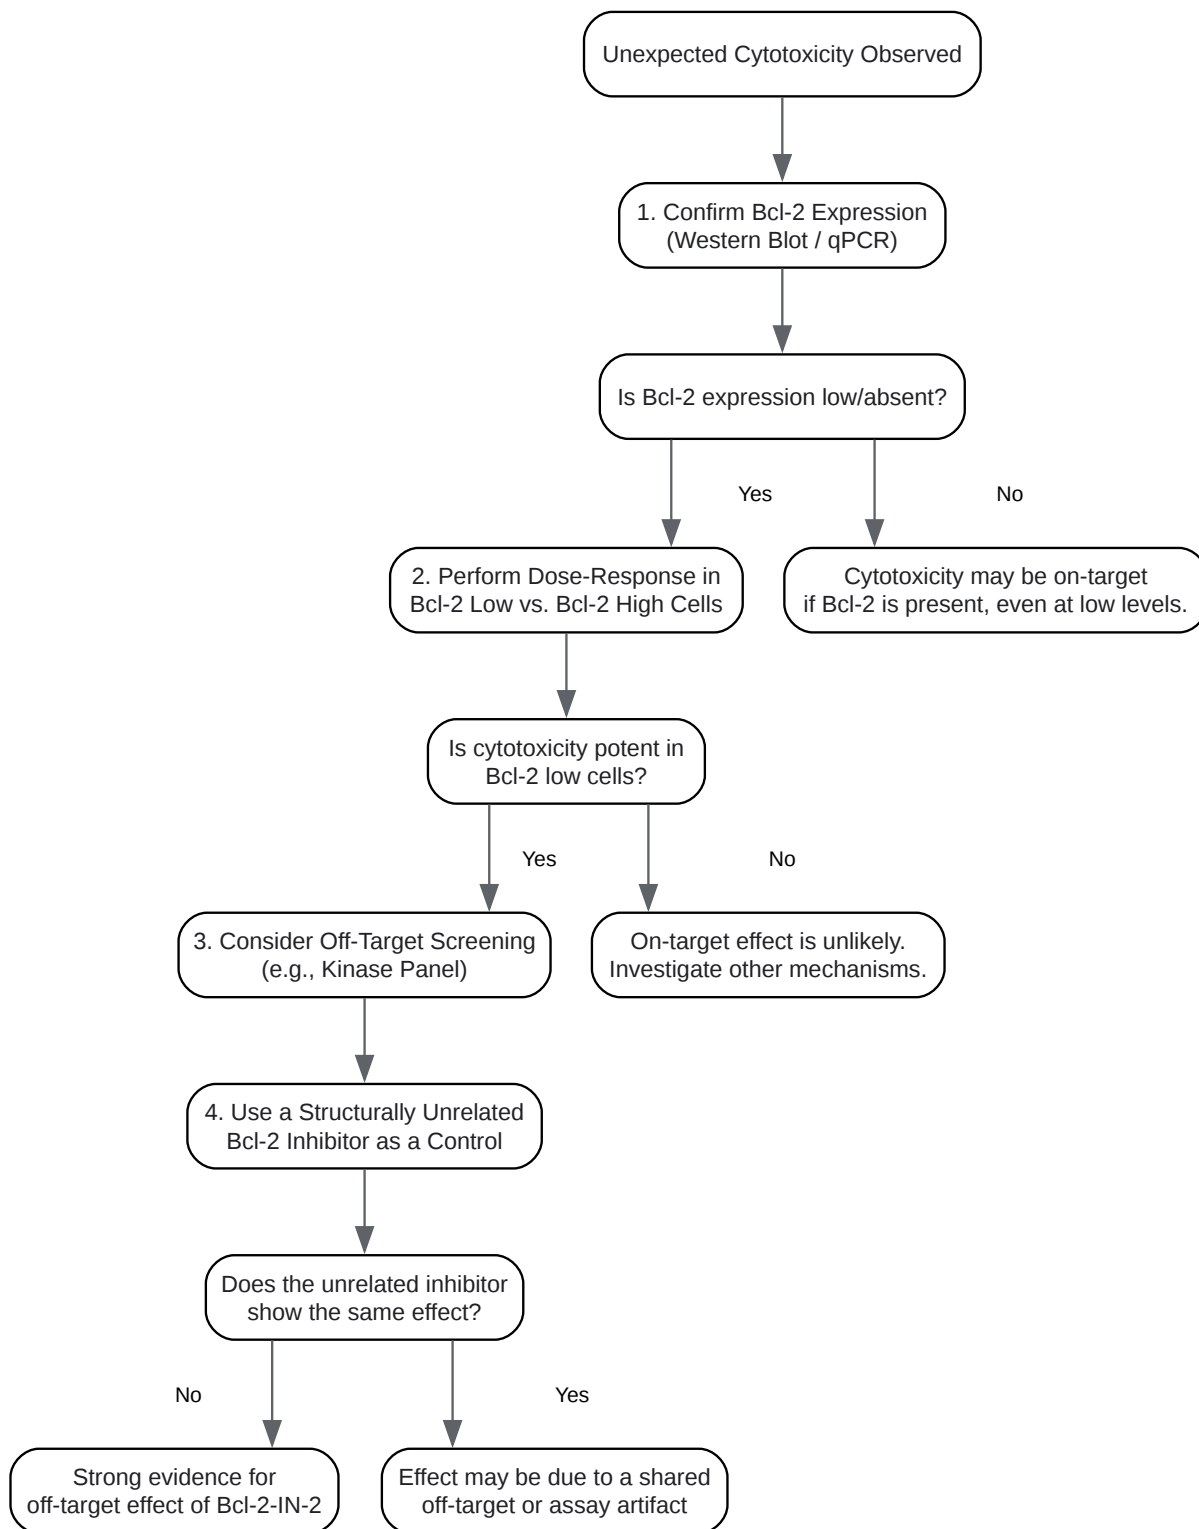 Unexpected Cytotoxicity Observed
1. Confirm Bcl-2 Expression
(Western Blot / qPCR)
Is Bcl-2 expression low/absent?
Yes
No
2. Perform Dose-Response in
Bcl-2 Low vs. Bcl-2 High Cells
Cytotoxicity may be on-target
if Bcl-2 is present, even at low levels.
Is cytotoxicity potent in
Bcl-2 low cells?
Yes
No
3. Consider Off-Target Screening
(e.g., Kinase Panel)
On-target effect is unlikely.
Investigate other mechanisms.
4. Use a Structurally Unrelated
Bcl-2 Inhibitor as a Control
Does the unrelated inhibitor
show the same effect?
No
Yes
Strong evidence for
off-target effect of Bcl-2-IN-2
Effect may be due to a shared
off-target or assay artifact